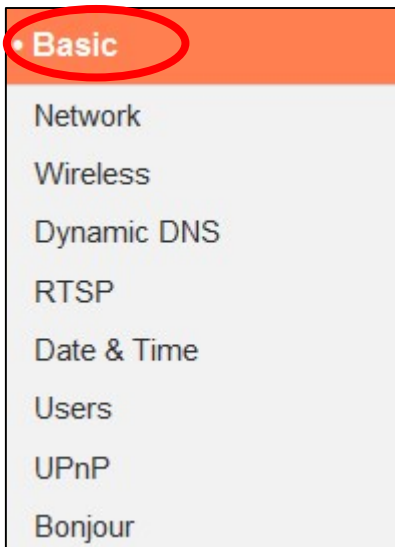 • Basic
Network
Wireless
Dynamic DNS
RTSP
Date & Time
Users
UPnP
Bonjour